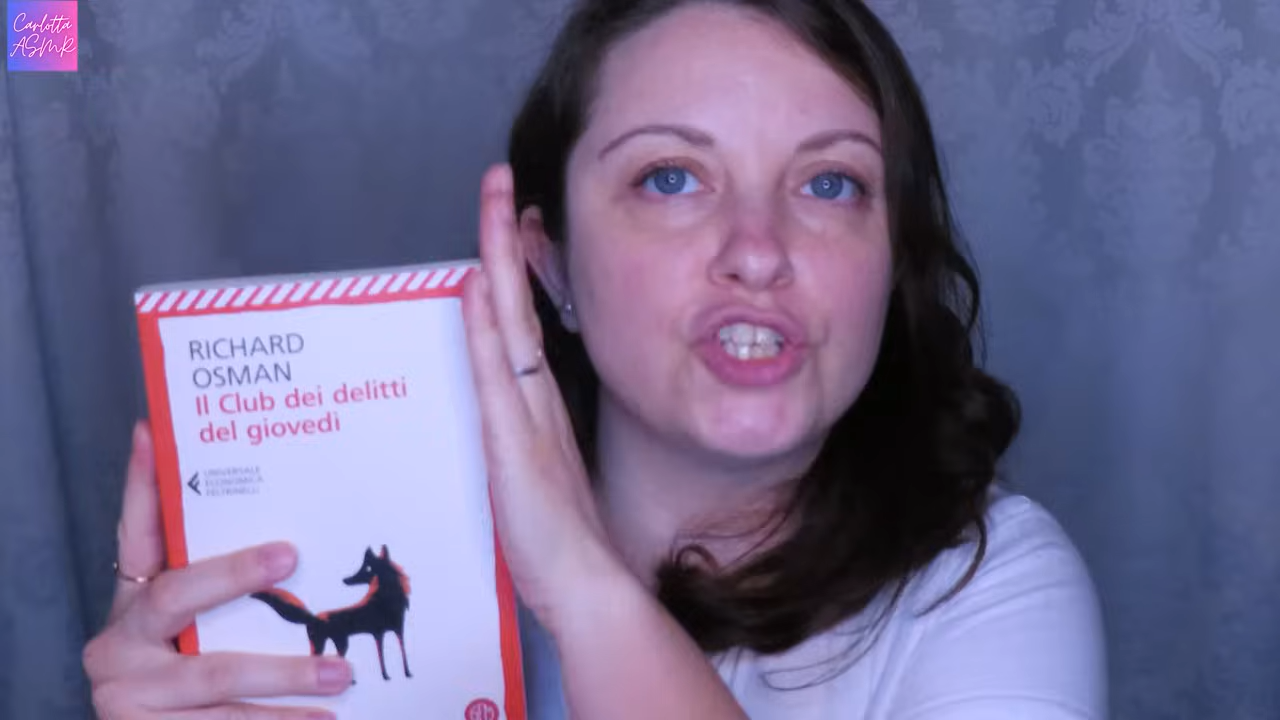 Carlotta
ASMR
RICHARD
OSMAN
Il Club dei delitti
del giovedì
UNIVERSALE
ECONOMICA
FELTRINELLI